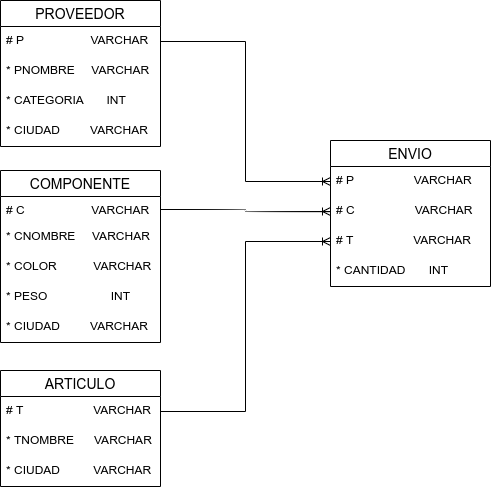 PROVEEDOR
# P VARCHAR
* PNOMBRE VARCHAR
* CATEGORIA INT
* CIUDAD VARCHAR
COMPONENTE
# C VARCHAR
* CNOMBRE VARCHAR
* COLOR VARCHAR
* PESO INT
* CIUDAD VARCHAR
ARTICULO
# T VARCHAR
* TNOMBRE VARCHAR
* CIUDAD VARCHAR
ENVIO
# P VARCHAR
# C VARCHAR
# T VARCHAR
* CANTIDAD INT